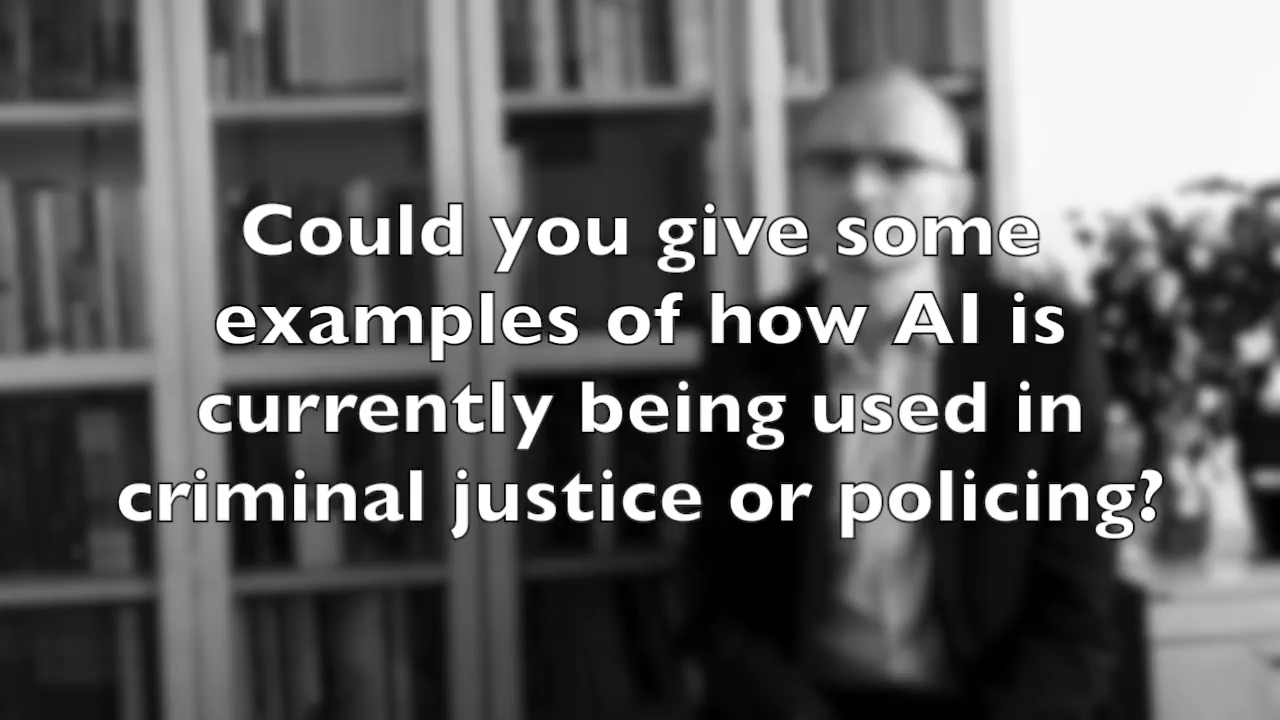 Could you give some
examples of how AI is
currently being used in
criminal justice or policing?